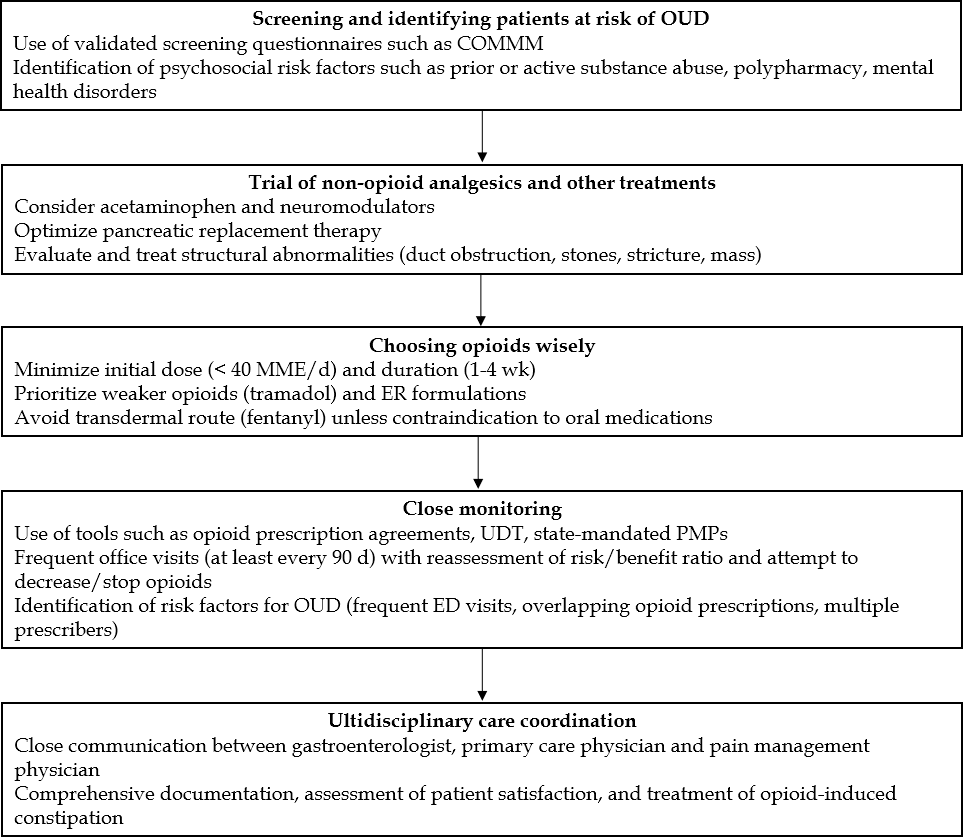 Screening and identifying patients at risk of OUD
Use of validated screening questionnaires such as COMMM
Identification of psychosocial risk factors such as prior or active substance abuse, polypharmacy, mental
health disorders
Trial of non-opioid analgesics and other treatments
Consider acetaminophen and neuromodulators
Optimize pancreatic replacement therapy
Evaluate and treat structural abnormalities (duct obstruction, stones, stricture, mass)
Choosing opioids wisely
Minimize initial dose (< 40 MME/d) and duration (1-4 wk)
Prioritize weaker opioids (tramadol) and ER formulations
Avoid transdermal route (fentanyl) unless contraindication to oral medications
Close monitoring
Use of tools such as opioid prescription agreements, UDT, state-mandated PMPs
Frequent office visits (at least every 90 d) with reassessment of risk/benefit ratio and attempt to
decrease/stop opioids
Identification of risk factors for OUD (frequent ED visits, overlapping opioid prescriptions, multiple
prescribers)
Ultidisciplinary care coordination
Close communication between gastroenterologist, primary care physician and pain management
physician
Comprehensive documentation, assessment of patient satisfaction, and treatment of opioid-induced
constipation